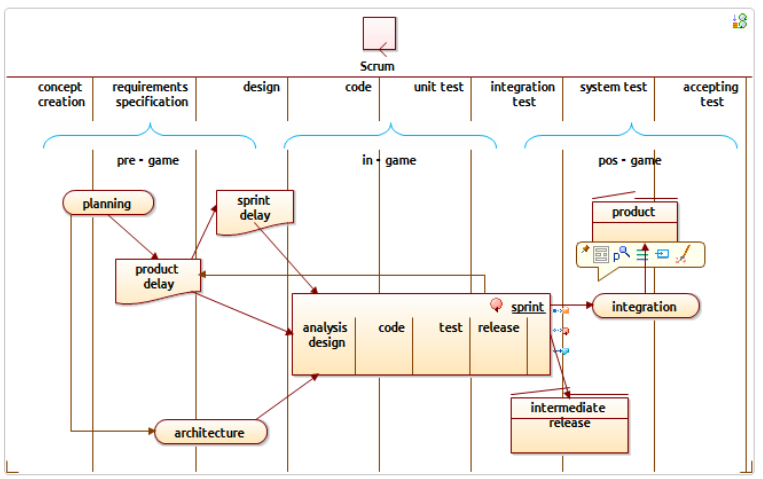 Scrum
concept
creation
requirements
specification
design
code
unit test
integration
test
system test
accepting
test
pre - game
in - game
pos - game
planning
sprint
delay
product
product
delay
sprint
integration
analysis
design
code
test
release
intermediate
release
architecture